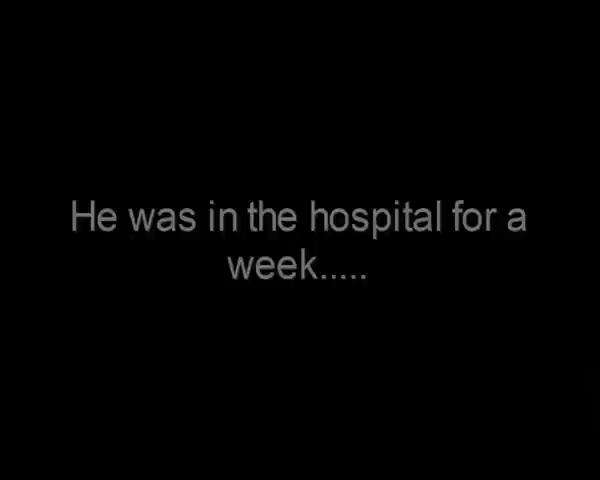 He was in the hospital for a
week.....